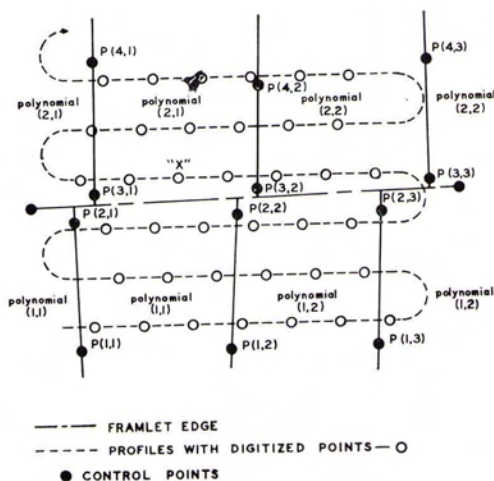 P(4,1)
P(4,3)
polynomial
(2,1)
polynomial
(2,1)
P(4,2)
polynomial
(2,2)
polynomial
(2,2)
"X"
P(3,1)
P(3,2)
P(3,3)
P(2,1)
P(2,2)
P(2,3)
polynomial
(1,1)
polynomial
(1,1)
polynomial
(1,2)
polynomial
(1,2)
P(1,1)
P(1,2)
P(1,3)
FRAMLET EDGE
PROFILES WITH DIGITIZED POINTS
CONTROL POINTS